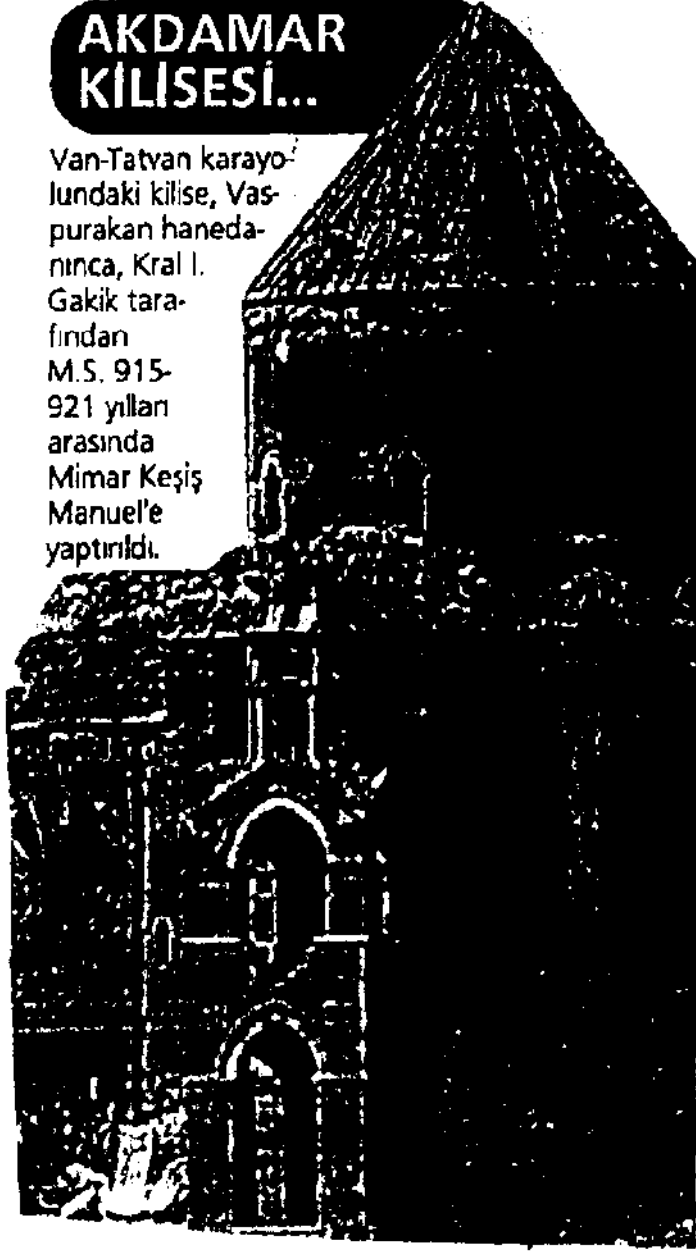 AKDAMAR
KİLİSESİ...
Van-Tatvan karayo-
lundaki kilise, Vas-
purakan haneda-
nınca, Kral I.
Gakik tara-
fından
M.S. 915-
921 yılları
arasında
Mimar Keşiş
Manuel'e
yaptırıldı.